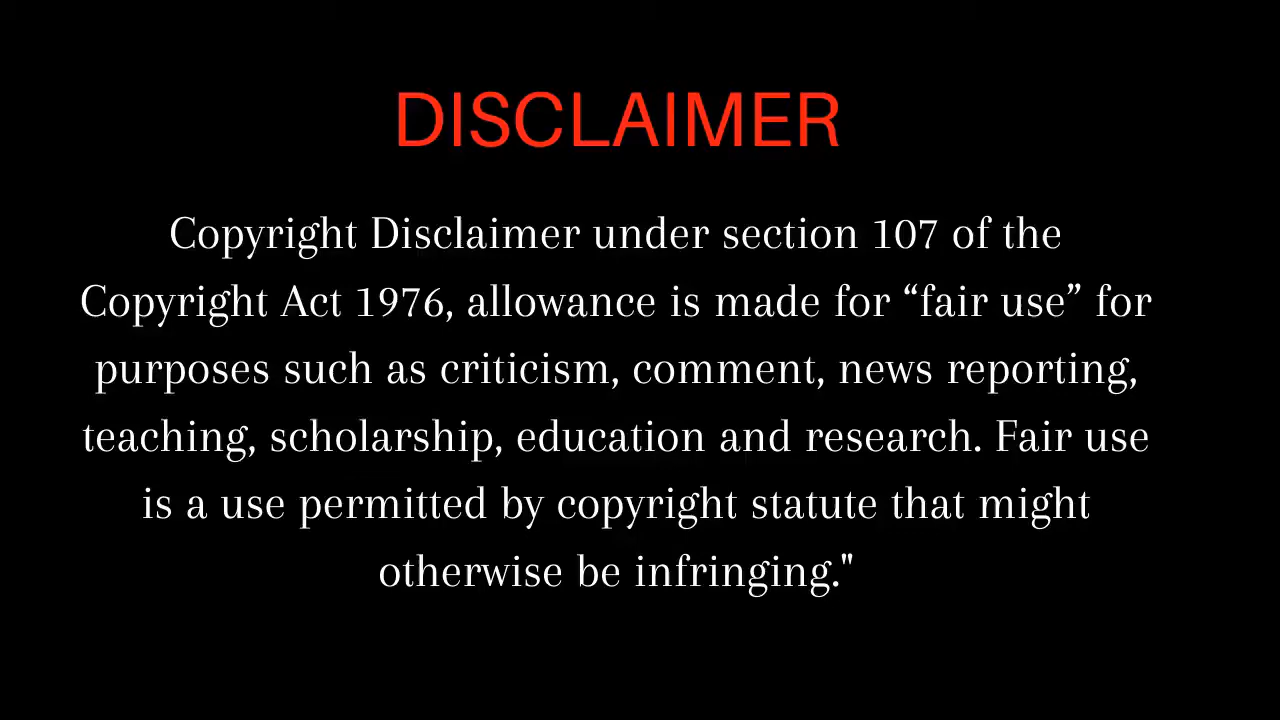 DISCLAIMER
Copyright Disclaimer under section 107 of the
Copyright Act 1976, allowance is made for “fair use” for
purposes such as criticism, comment, news reporting,
teaching, scholarship, education and research. Fair use
is a use permitted by copyright statute that might
otherwise be infringing."